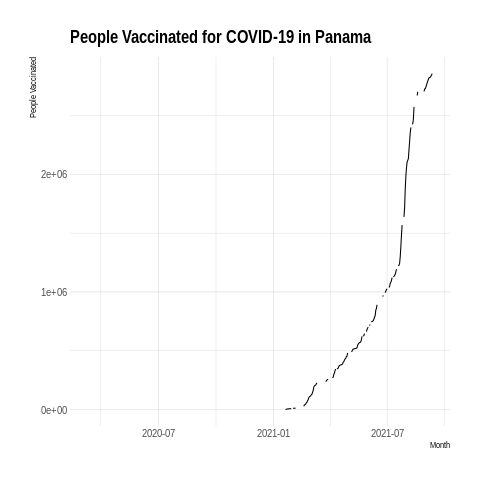 People Vaccinated for COVID-19 in Panama
People Vaccinated
2e+06
1e+06
0e+00
2020-07
2021-01
2021-07
Month